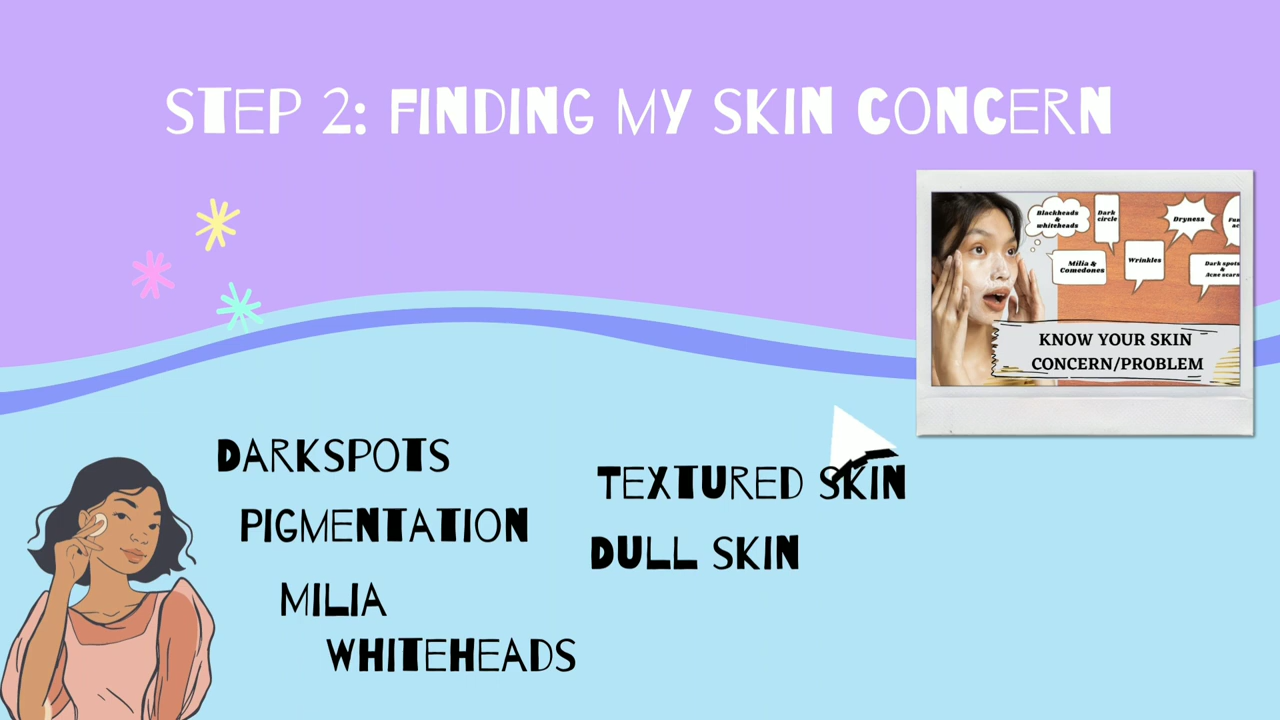 STEP 2: FINDING MY SKIN CONCERN
Blackheads
&
whiteheads
Dark
circle
Dryness
Milia &
Comedones
Wrinkles
Dark spots
&
Acne scars
KNOW YOUR SKIN
CONCERN/PROBLEM
DARKSPOTS
PIGMENTATION
MILIA
WHITEHEADS
TEXTURED SKIN
DULL SKIN